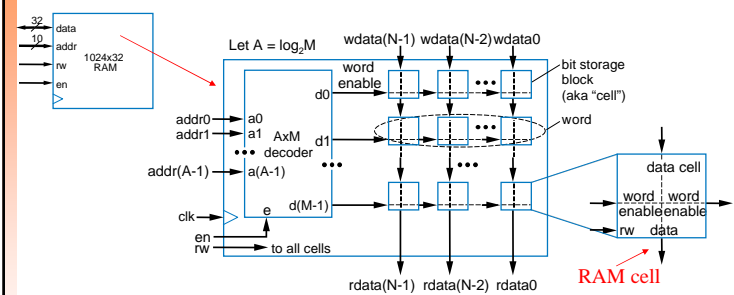 32
data
10
addr
rw
en
1024x32
RAM
Let A = log2M
wdata(N-1) wdata(N-2) wdata0
word
enable
bit storage
block
(aka “cell”)
word
d0
addr0
a0
addr1
a1
AxM
decoder
d1
addr(A-1)
a(A-1)
d(M-1)
clk
e
en
rw
to all cells
rdata(N-1) rdata(N-2) rdata0
data cell
word word
enable enable
rw data
RAM cell